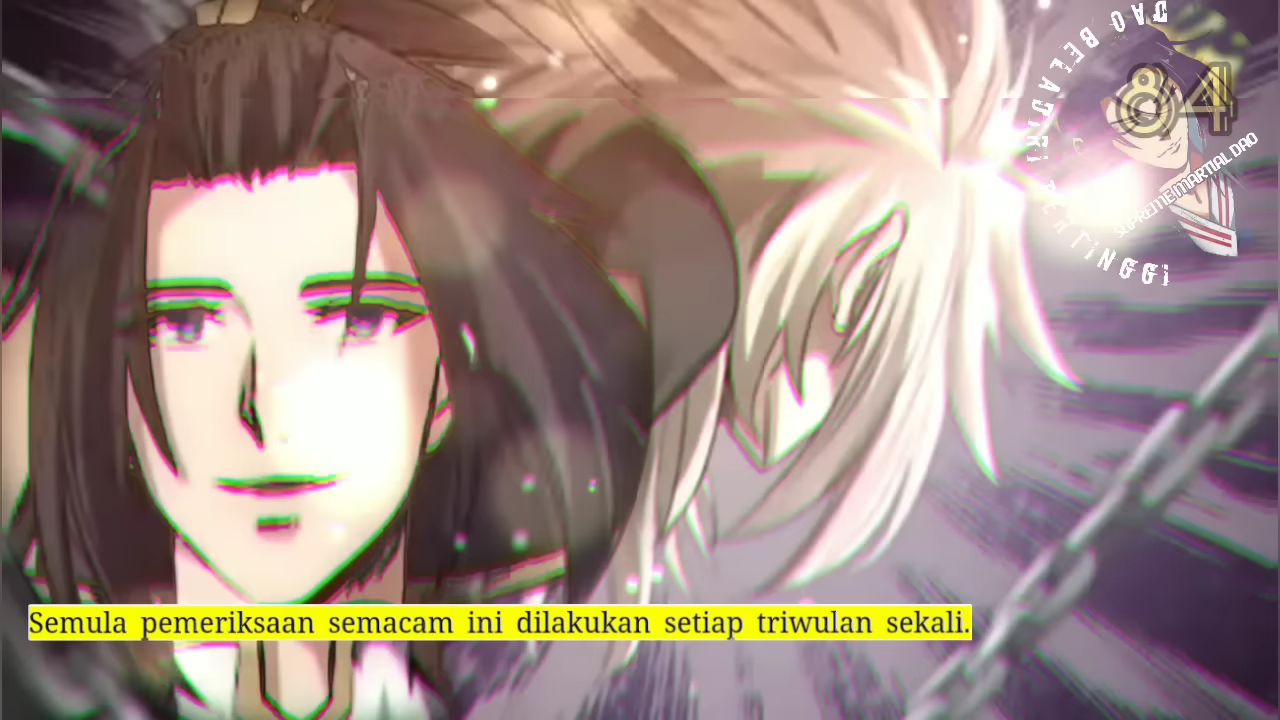 DAO BELADIRI TERTINGGI
84
SUPREME MARTIAL DAO
Semula pemeriksaan semacam ini dilakukan setiap triwulan sekali.